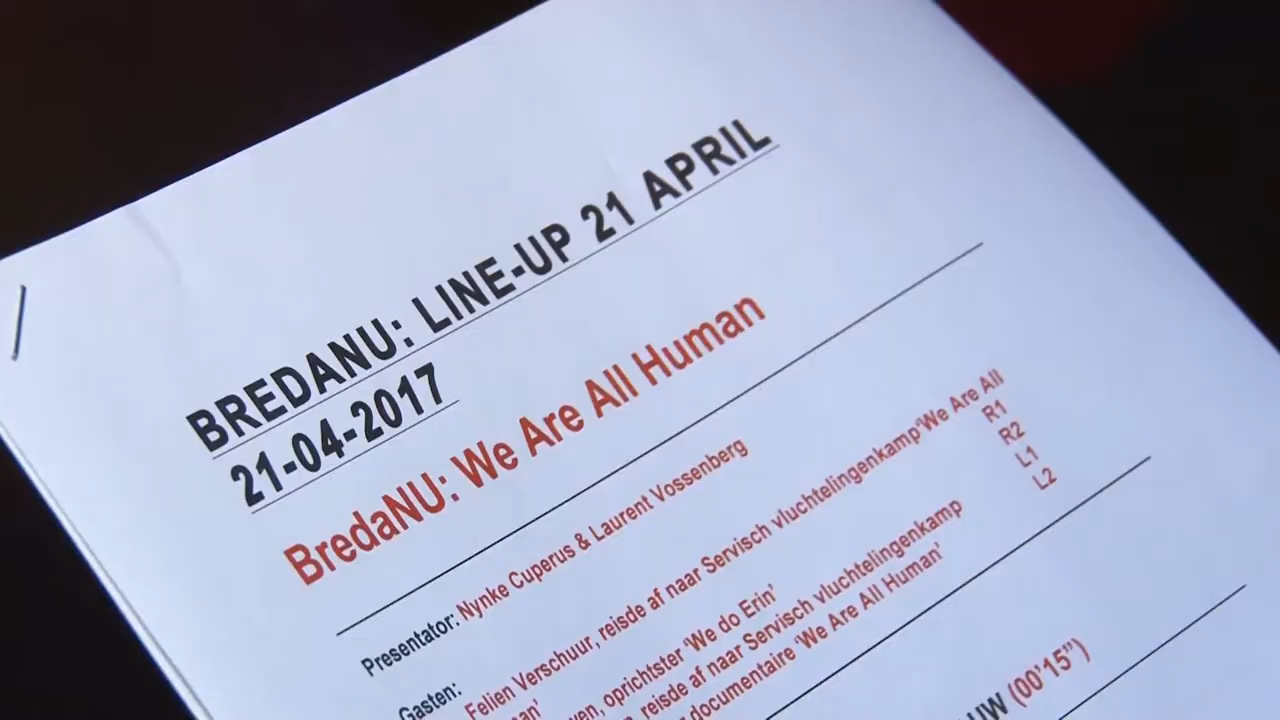 BREDANU: LINE-UP 21 APRIL
21-04-2017
BredaNU: We Are All Human
Presentator: Nynke Cuperus & Laurent Vossenberg
Gasten: Felien Verschuur, reisde af naar Servisch vluchtelingenkamp 'We Are All R1
oprichtster 'We do Erin' R2
reisde af naar Servisch vluchtelingenkamp L1
documentaire 'We Are All Human' L2
(00'15")